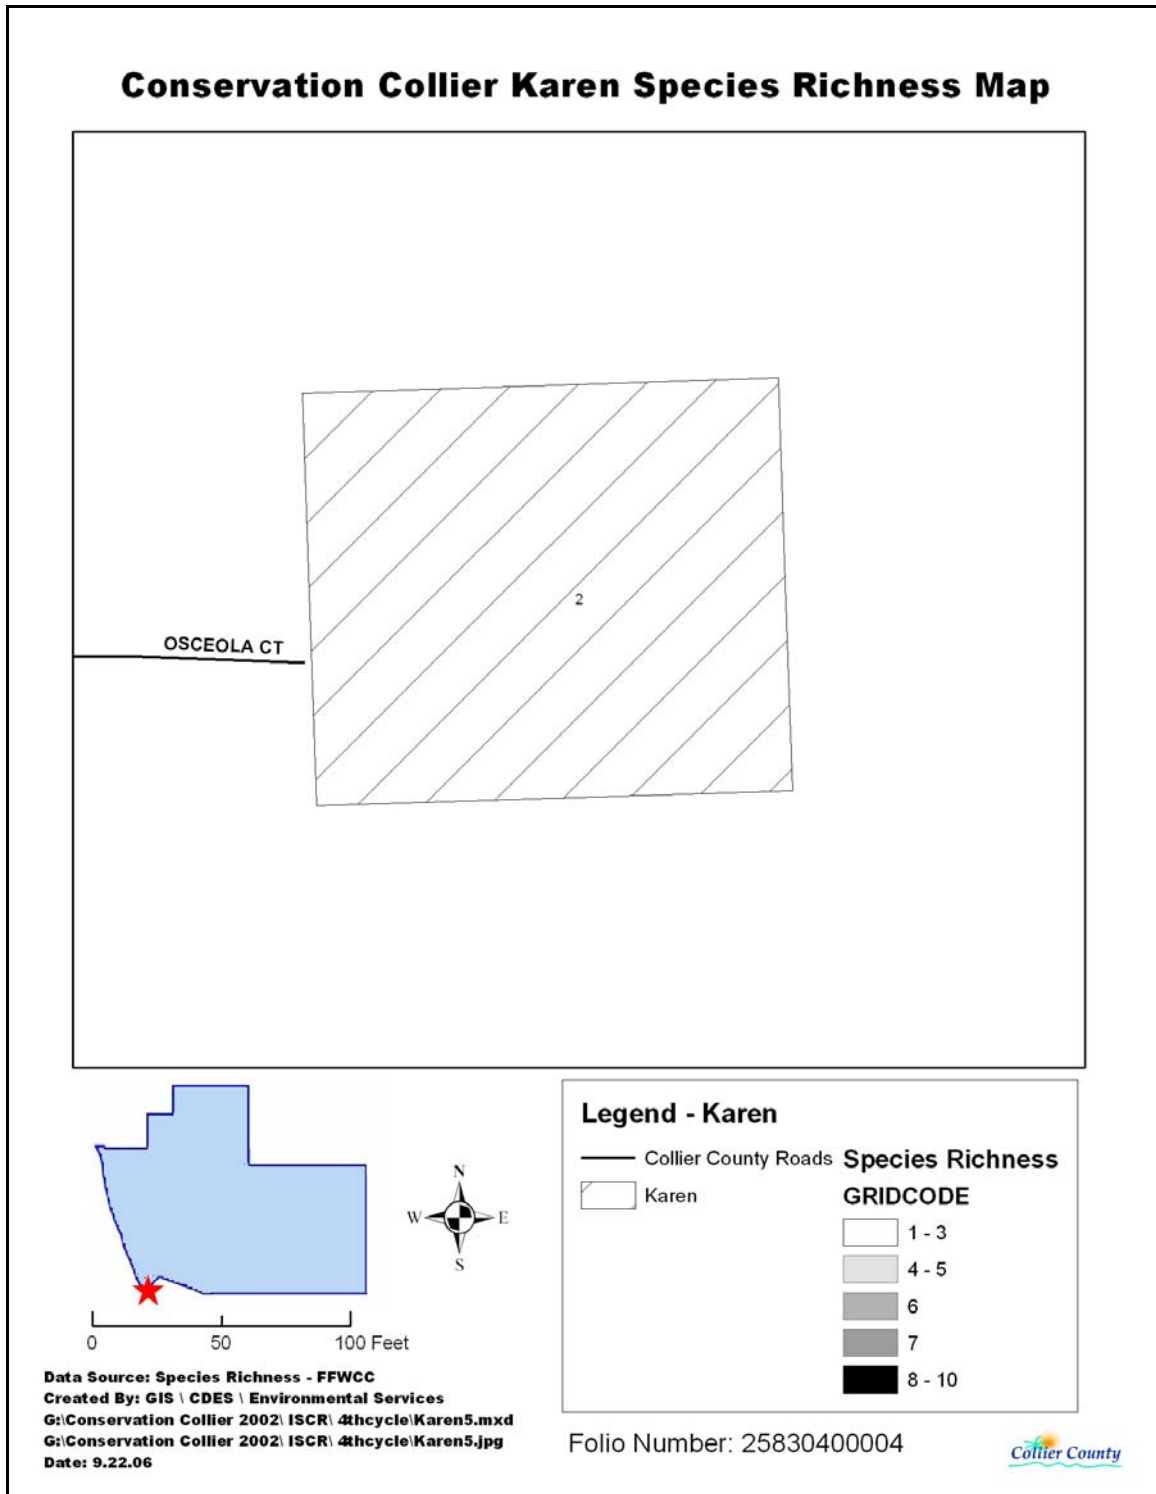 Conservation Collier Karen Species Richness Map
2
OSCEOLA CT
Legend - Karen
Collier County Roads
Karen
Species Richness
GRIDCODE
1 - 3
4 - 5
6
7
8 - 10
N
W E
S
0 50 100 Feet
Data Source: Species Richness - FFWCC
Created By: GIS \ CDES \ Environmental Services
G:\Conservation Collier 2002\ ISCR\ 4thcycle\Karen5.mxd
G:\Conservation Collier 2002\ ISCR\ 4thcycle\Karen5.jpg
Date: 9.22.06
Folio Number: 25830400004
Collier County